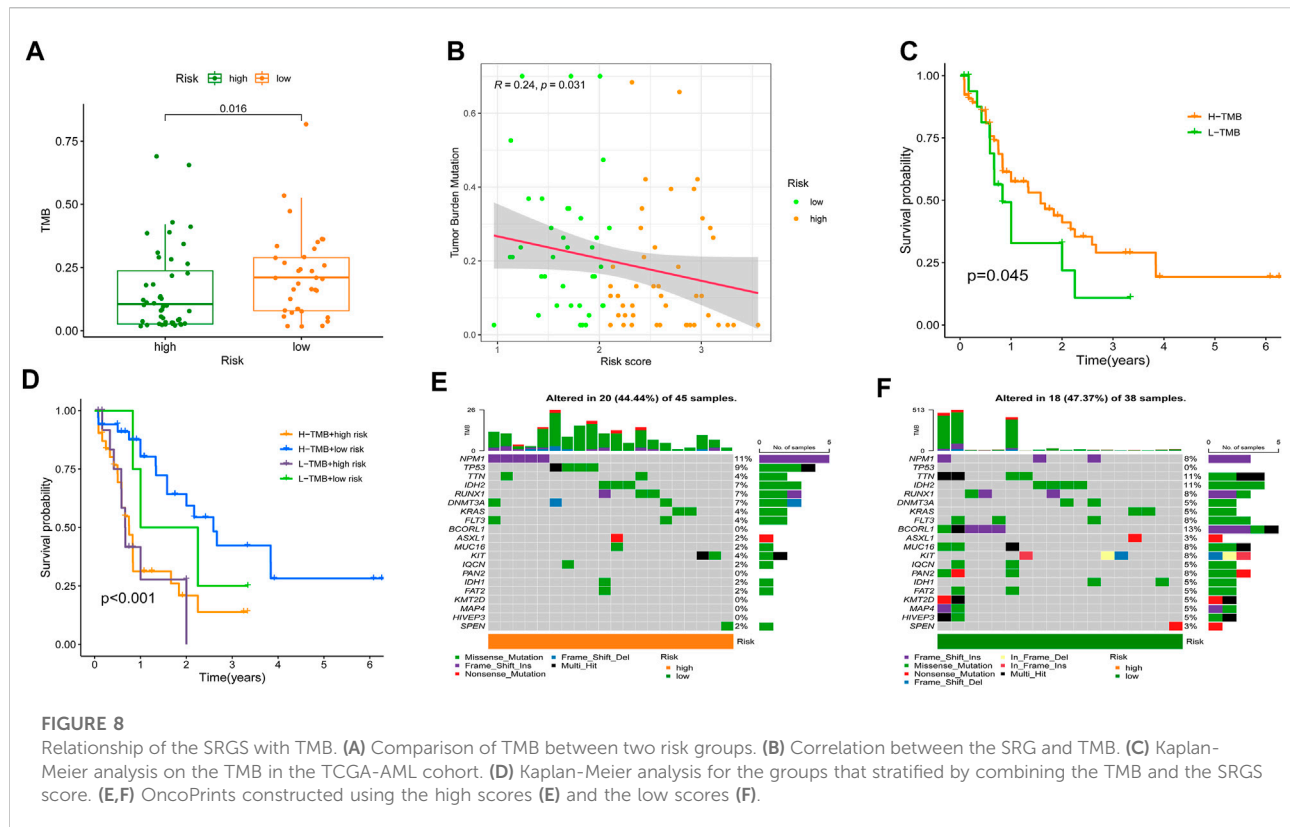 A
Risk high low
0.016
0.75
0.50
0.25
0.00
TMB
high low
Risk
B
R = 0.24, p = 0.031
0.6
0.4
0.2
0.0
Tumor Burden Mutation
1 2 3
Risk score
Risk
low
high
C
1.00
0.75
0.50
0.25
0.00
Survival probability
H-TMB
L-TMB
p=0.045
0 1 2 3 4 5 6
Time(years)
D
1.00
0.75
0.50
0.25
0.00
Survival probability
H-TMB+high risk
H-TMB+low risk
L-TMB+high risk
L-TMB+low risk
p<0.001
0 1 2 3 4 5 6
Time(years)
E
Altered in 20 (44.44%) of 45 samples.
26
0
TMB
No. of samples
0 5
NPM1 11%
TP53 9%
TTN 4%
IDH2 7%
RUNX1 7%
DNMT3A 7%
KRAS 4%
FLT3 4%
BCORL1 0%
ASXL1 2%
MUC16 2%
KIT 4%
IQCN 2%
PAN2 0%
IDH1 2%
FAT2 2%
KMT2D 0%
MAP4 0%
HIVEP3 0%
SPEN 2%
Risk
Missense_Mutation Frame_Shift_Del Risk
Frame_Shift_Ins Multi_Hit high
Nonsense_Mutation low
F
Altered in 18 (47.37%) of 38 samples.
513
0
TMB
No. of samples
0 5
NPM1 8%
TP53 0%
TTN 11%
IDH2 11%
RUNX1 8%
DNMT3A 5%
KRAS 5%
FLT3 8%
BCORL1 13%
ASXL1 3%
MUC16 8%
KIT 8%
IQCN 5%
PAN2 8%
IDH1 5%
FAT2 5%
KMT2D 5%
MAP4 5%
HIVEP3 5%
SPEN 3%
Risk
Frame_Shift_Ins In_Frame_Del Risk
Missense_Mutation In_Frame_Ins high
Nonsense_Mutation Multi_Hit low
Frame_Shift_Del
FIGURE 8
Relationship of the SRGS with TMB. (A) Comparison of TMB between two risk groups. (B) Correlation between the SRG and TMB. (C) Kaplan-
Meier analysis on the TMB in the TCGA-AML cohort. (D) Kaplan-Meier analysis for the groups that stratified by combining the TMB and the SRGS
score. (E,F) OncoPrints constructed using the high scores (E) and the low scores (F).